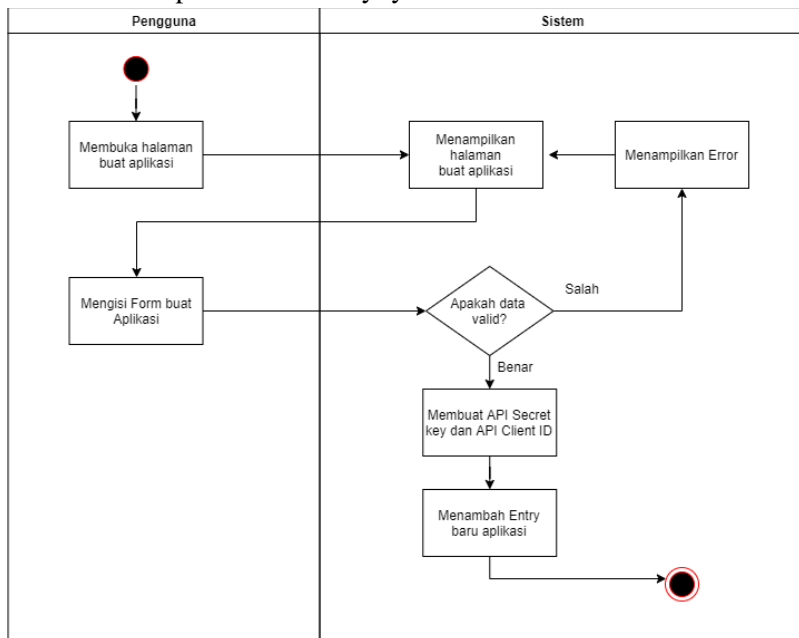 Pengguna
Sistem
Membuka halaman
buat aplikasi
Menampilkan
halaman
buat aplikasi
Menampilkan Error
Mengisi Form buat
Aplikasi
Apakah data
valid?
Salah
Benar
Membuat API Secret
key dan API Client ID
Menambah Entry
baru aplikasi